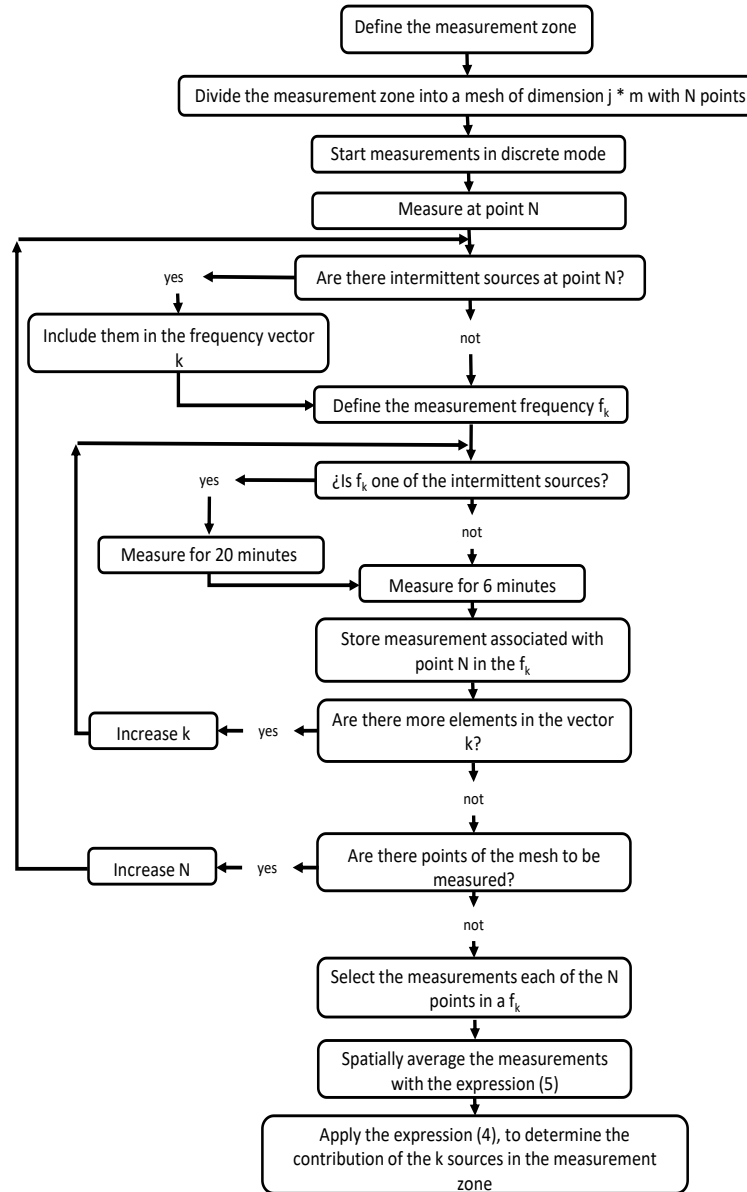 Define the measurement zone
Divide the measurement zone into a mesh of dimension j * m with N points
Start measurements in discrete mode
Measure at point N
Are there intermittent sources at point N?
yes
Include them in the frequency vector
k
not
Define the measurement frequency fk
¿Is fk one of the intermittent sources?
yes
not
Measure for 20 minutes
Measure for 6 minutes
Store measurement associated with
point N in the fk
Are there more elements in the vector
k?
yes
Increase k
not
Are there points of the mesh to be
measured?
yes
Increase N
not
Select the measurements each of the N
points in a fk
Spatially average the measurements
with the expression (5)
Apply the expression (4), to determine the
contribution of the k sources in the measurement
zone